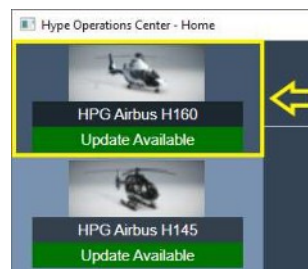 Hype Operations Center - Home
HPG Airbus H160
Update Available
HPG Airbus H145
Update Available